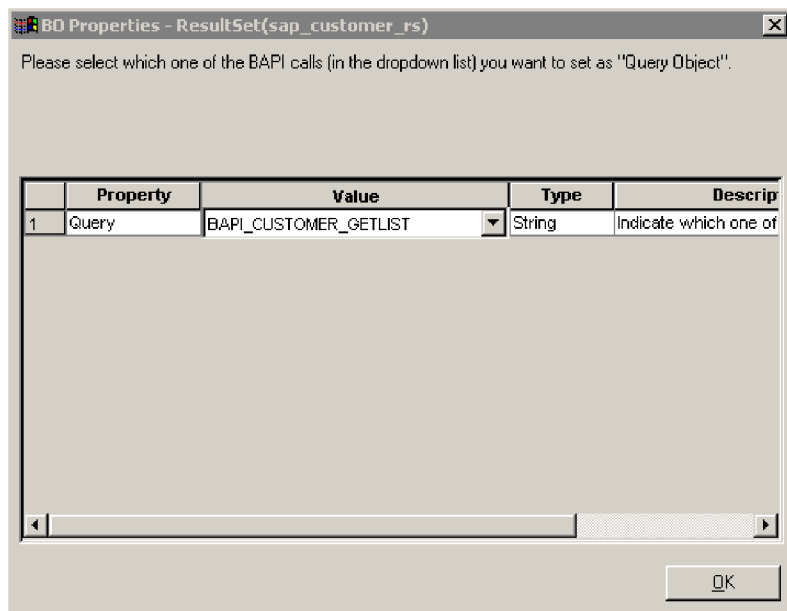 BO Properties - ResultSet(sap_customer_rs)
Please select which one of the BAPI calls (in the dropdown list) you want to set as "Query Object".
Property Value Type Descrip
1 Query BAPI_CUSTOMER_GETLIST String Indicate which one of
OK